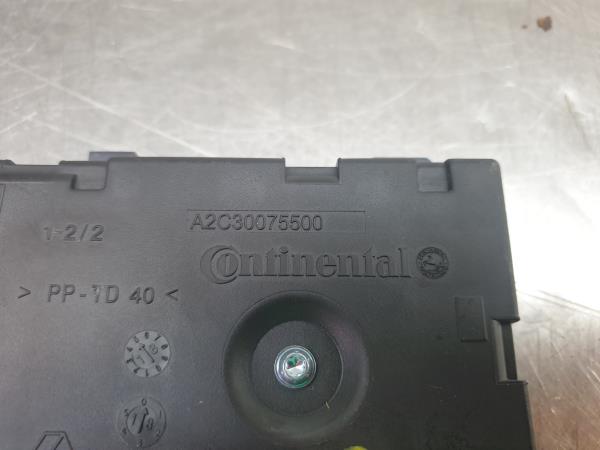 A2C30075500
1-2/2
Continental
> PP-TD 40 <